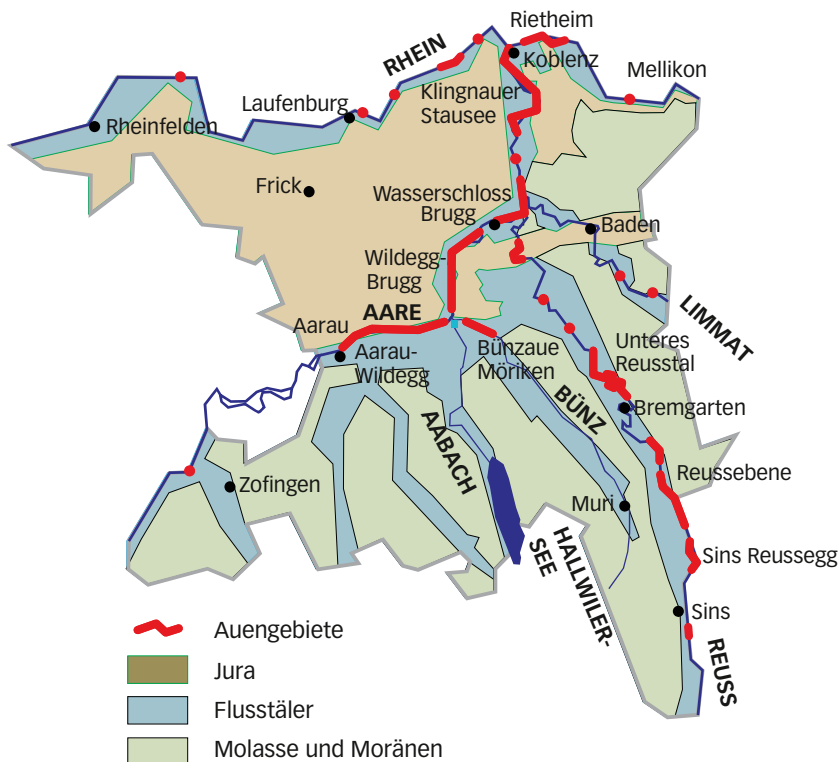 Rietheim
Koblenz
RHEIN
Mellikon
Klingnauer
Stausee
Laufenburg
Rheinfelden
Frick
Wasserschloss
Brugg
Baden
Wildegg-
Brugg
LIMMAT
AARE
Aarau
Aarau-
Wildegg
Bünzaue
Möriken
Unteres
Reusstal
BÜNZ
Bremgarten
AABACH
Reussebene
Zofingen
Muri
HALLWILER-
SEE
Sins Reussegg
Sins
REUSS
Auengebiete
Jura
Flusstäler
Molasse und Moränen